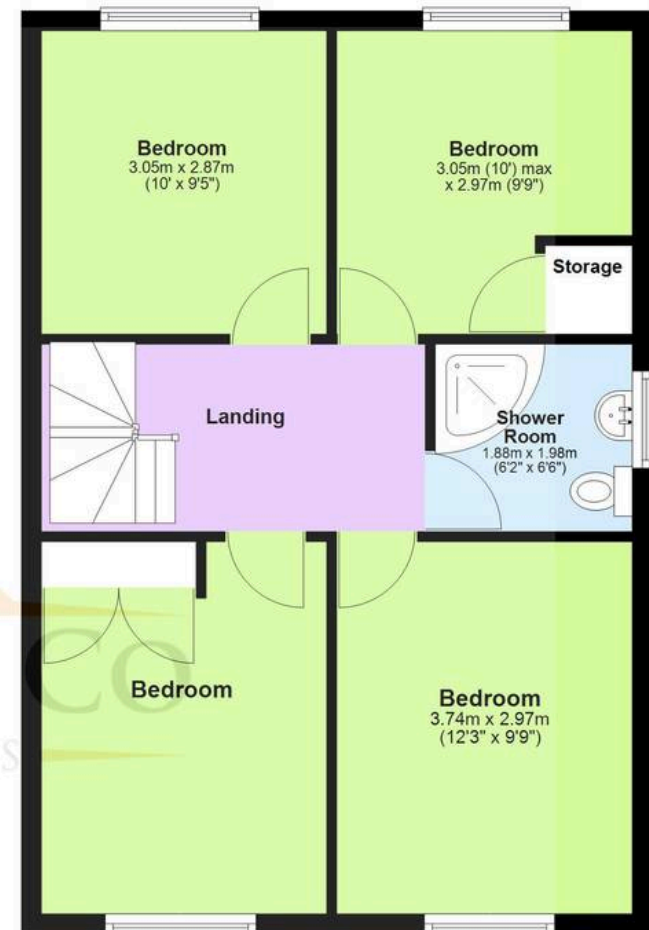 Bedroom
3.05m x 2.87m
(10' x 9'5")
Bedroom
3.05m (10') max
x 2.97m (9'9")
Storage
Landing
Shower
Room
1.88m x 1.98m
(6'2" x 6'6")
Bedroom
Bedroom
3.74m x 2.97m
(12'3" x 9'9")
Co
S